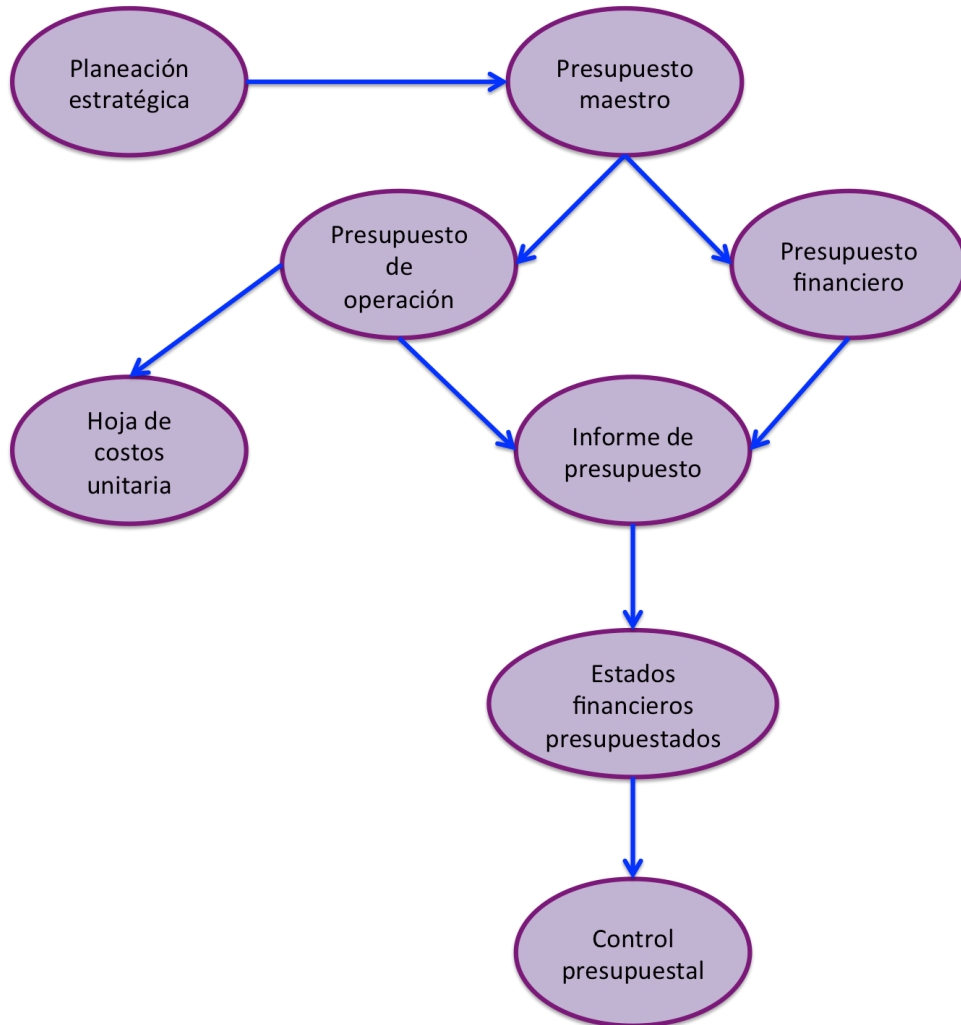 Planeación
estratégica
Presupuesto
maestro
Presupuesto
de
operación
Presupuesto
financiero
Hoja de
costos
unitaria
Informe de
presupuesto
Estados
financieros
presupuestados
Control
presupuestal